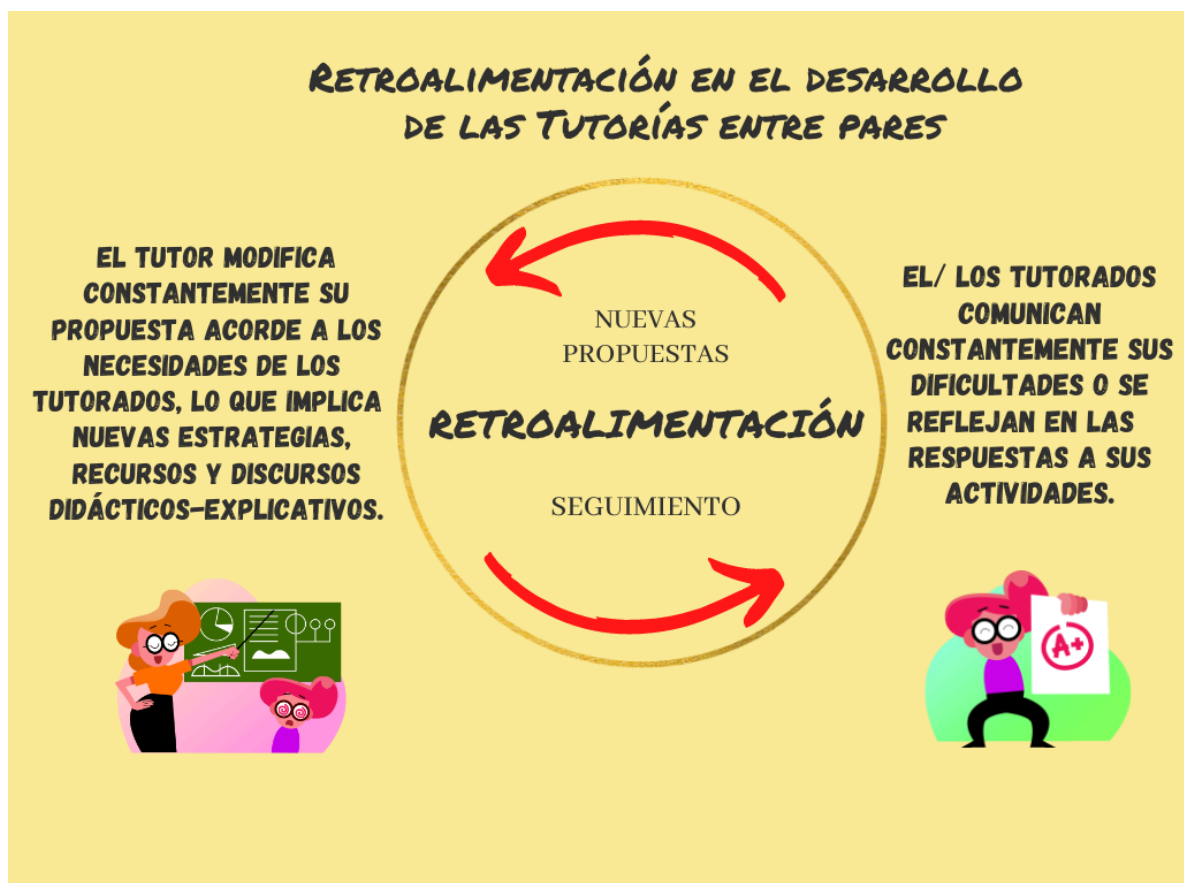 Retroalimentación en el desarrollo
de las Tutorías entre pares
EL TUTOR MODIFICA
CONSTANTEMENTE SU
PROPUESTA ACORDE A LOS
NECESIDADES DE LOS
TUTORADOS, LO QUE IMPLICA
NUEVAS ESTRATEGIAS,
RECURSOS Y DISCURSOS
DIDÁCTICOS-EXPLICATIVOS.
NUEVAS
PROPUESTAS
RETROALIMENTACIÓN
SEGUIMIENTO
EL/ LOS TUTORADOS
COMUNICAN
CONSTANTEMENTE SUS
DIFICULTADES O SE
REFLEJAN EN LAS
RESPUESTAS A SUS
ACTIVIDADES.
A+